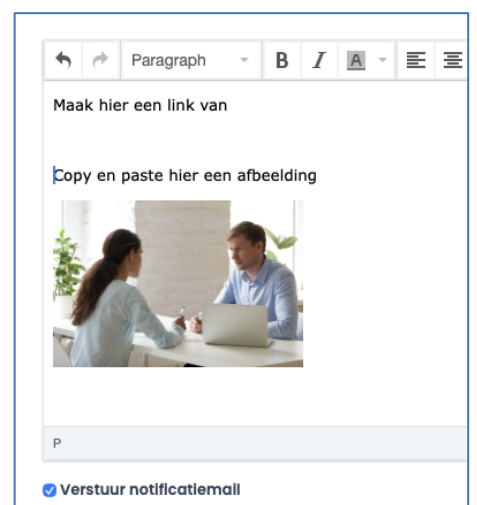 Paragraph B I A
Maak hier een link van
Copy en paste hier een afbeelding
P
Verstuur notificatiemail